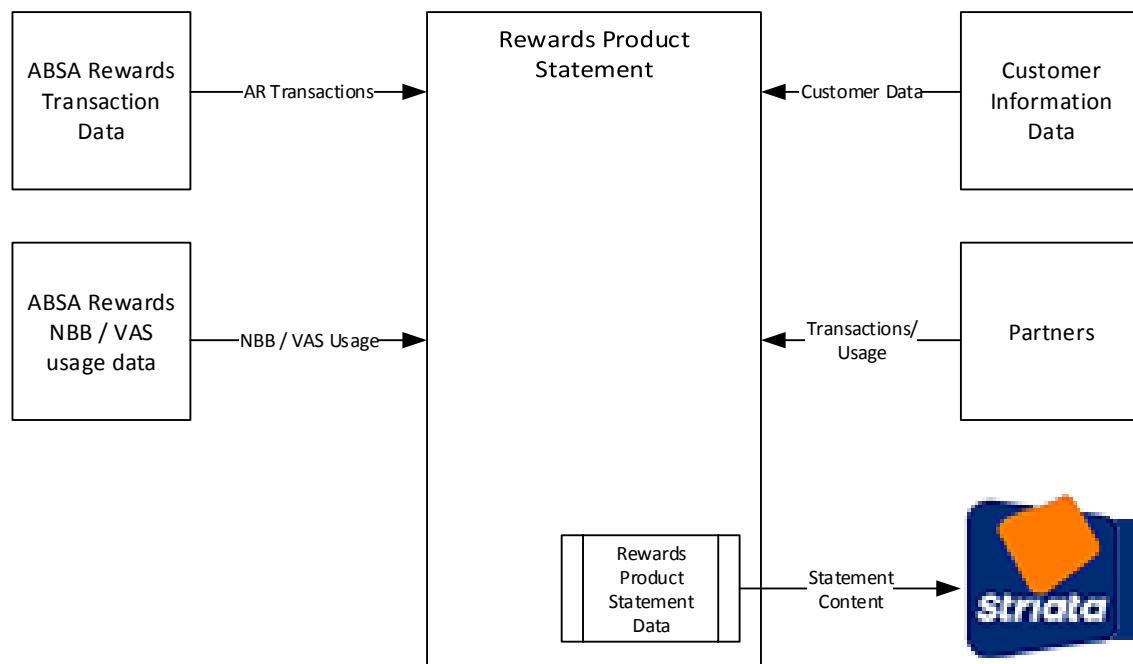 Rewards Product
Statement
ABSA Rewards
Transaction
Data
AR Transactions
Customer Data
Customer
Information
Data
ABSA Rewards
NBB / VAS
usage data
NBB / VAS Usage
Transactions/
Usage
Partners
Rewards
Product
Statement
Data
Statement
Content
Striata